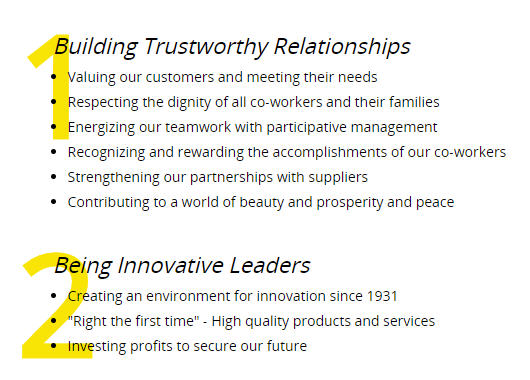 1
Building Trustworthy Relationships
• Valuing our customers and meeting their needs
• Respecting the dignity of all co-workers and their families
• Energizing our teamwork with participative management
• Recognizing and rewarding the accomplishments of our co-workers
• Strengthening our partnerships with suppliers
• Contributing to a world of beauty and prosperity and peace
2
Being Innovative Leaders
• Creating an environment for innovation since 1931
• "Right the first time" - High quality products and services
• Investing profits to secure our future